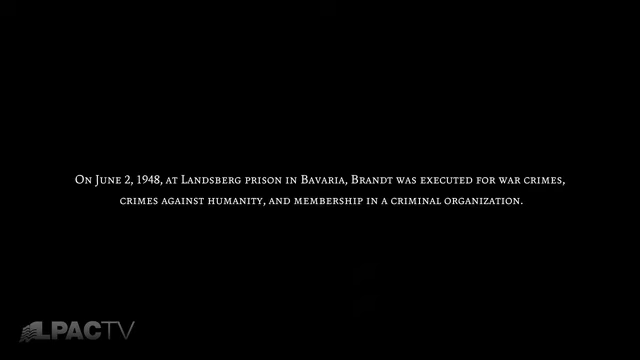 On June 2, 1948, at Landsberg prison in Bavaria, Brandt was executed for war crimes,
crimes against humanity, and membership in a criminal organization.
LPACTV